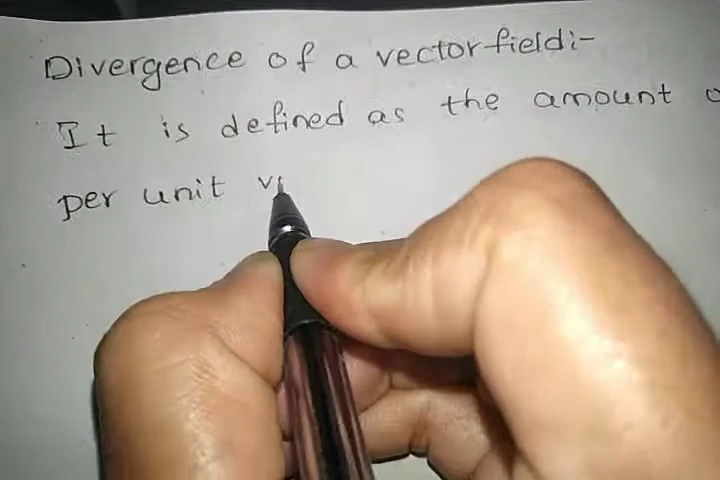 Divergence of a vector field:-
It is defined as the amount
per unit